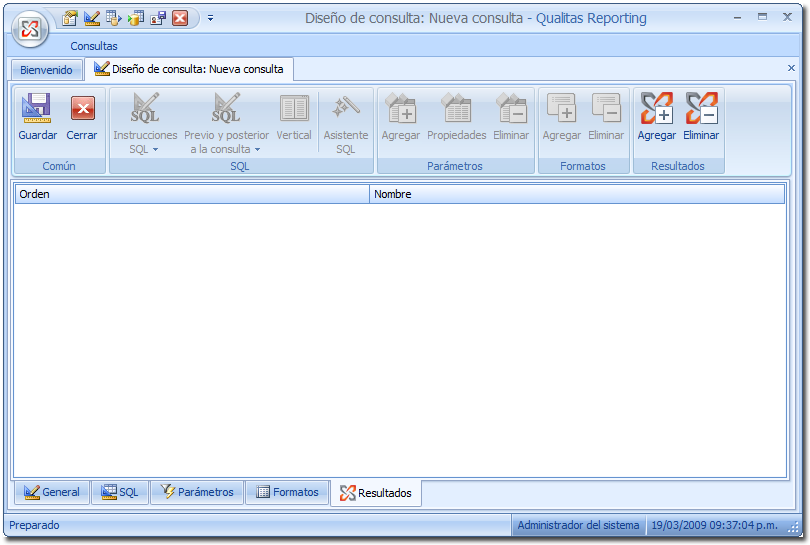 Diseño de consulta: Nueva consulta - Qualitas Reporting
Consultas
Bienvenido
Diseño de consulta: Nueva consulta
Guardar
Cerrar
Común
SQL
Instrucciones
SQL
SQL
Previo y posterior
a la consulta
Vertical
Asistente
SQL
SQL
Agregar
Propiedades
Eliminar
Parámetros
Agregar
Eliminar
Formatos
Agregar
Eliminar
Resultados
Orden
Nombre
General
SQL
Parámetros
Formatos
Resultados
Preparado
Administrador del sistema
19/03/2009 09:37:04 p.m.